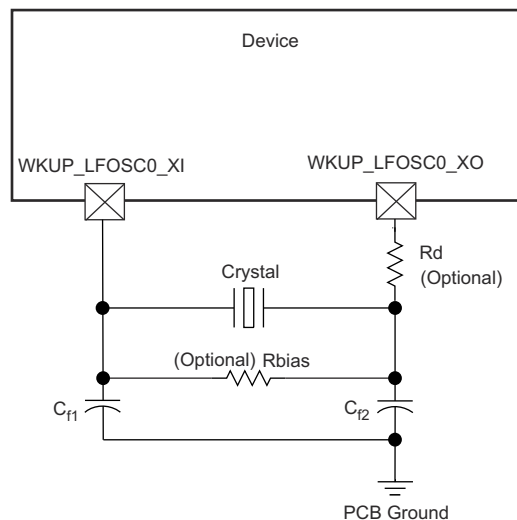 Device
WKUP_LFOSC0_XI
WKUP_LFOSC0_XO
Rd
(Optional)
Crystal
(Optional) Rbias
Cf1
Cf2
PCB Ground